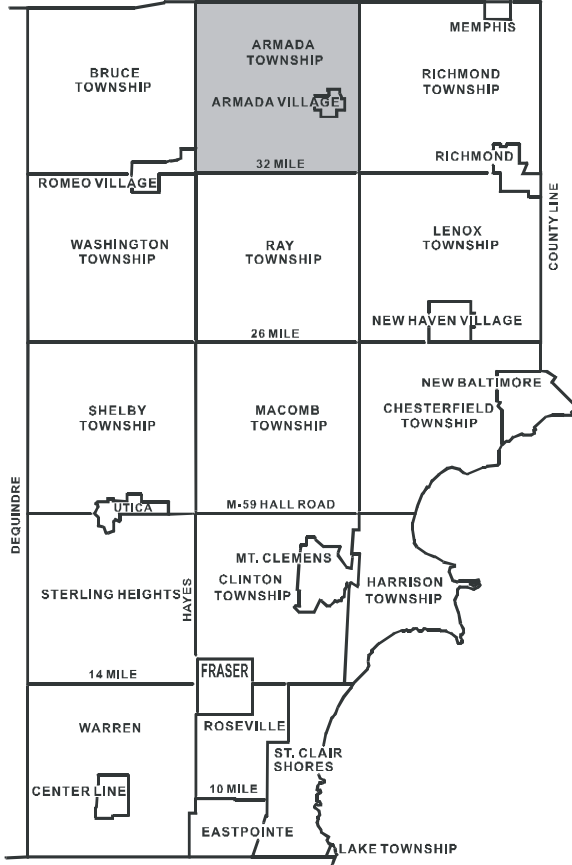 MEMPHIS
ARMADA
TOWNSHIP
BRUCE
TOWNSHIP
RICHMOND
TOWNSHIP
ARMADA VILLAGE
32 MILE
RICHMOND
ROMEO VILLAGE
COUNTY LINE
WASHINGTON
TOWNSHIP
RAY
TOWNSHIP
LENOX
TOWNSHIP
NEW HAVEN VILLAGE
26 MILE
NEW BALTIMORE
SHELBY
TOWNSHIP
MACOMB
TOWNSHIP
CHESTERFIELD
TOWNSHIP
DEQUINDRE
UTICA
M-59 HALL ROAD
MT. CLEMENS
STERLING HEIGHTS
HAYES
CLINTON
TOWNSHIP
HARRISON
TOWNSHIP
14 MILE
FRASER
WARREN
ROSEVILLE
ST. CLAIR
SHORES
CENTER LINE
10 MILE
EASTPOINTE
LAKE TOWNSHIP